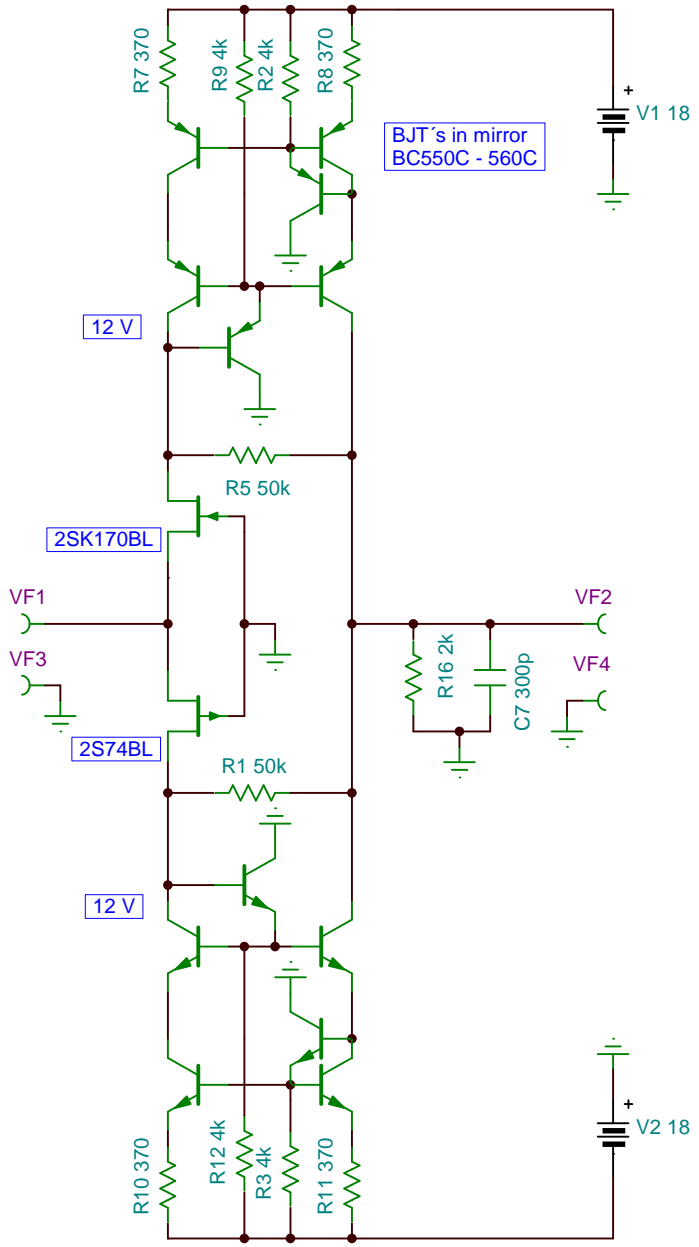 R7 370
R9 4k
R2 4k
R8 370
+
V1 18
BJT´s in mirror
BC550C - 560C
12 V
R5 50k
2SK170BL
VF1
VF2
VF3
R16 2k
C7 300p
VF4
2S74BL
R1 50k
12 V
+
V2 18
R10 370
R12 4k
R3 4k
R11 370